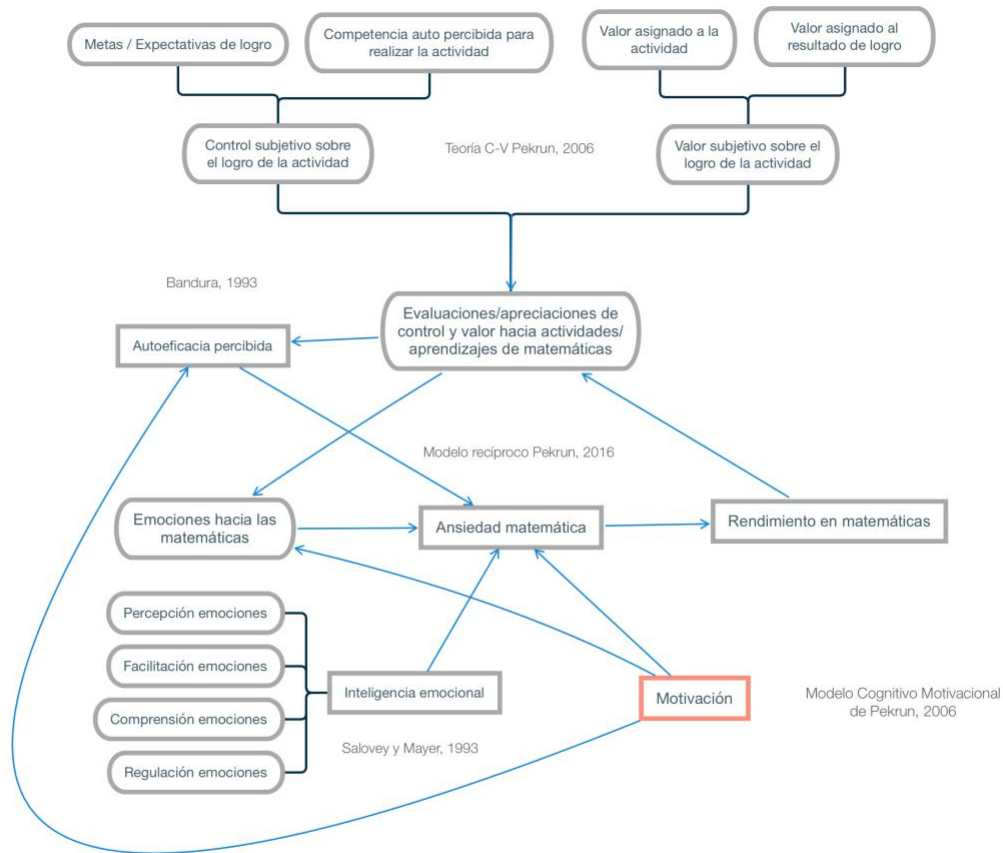 Metas / Expectativas de logro
Competencia auto percibida para
realizar la actividad
Valor asignado a la
actividad
Valor asignado al
resultado de logro
Control subjetivo sobre
el logro de la actividad
Teoría C-V Pekrun, 2006
Valor subjetivo sobre el
logro de la actividad
Bandura, 1993
Autoeficacia percibida
Evaluaciones/apreciaciones de
control y valor hacia actividades/
aprendizajes de matemáticas
Modelo recíproco Pekrun, 2016
Emociones hacia las
matemáticas
Ansiedad matemática
Rendimiento en matemáticas
Percepción emociones
Facilitación emociones
Comprensión emociones
Regulación emociones
Inteligencia emocional
Salovey y Mayer, 1993
Motivación
Modelo Cognitivo Motivacional
de Pekrun, 2006